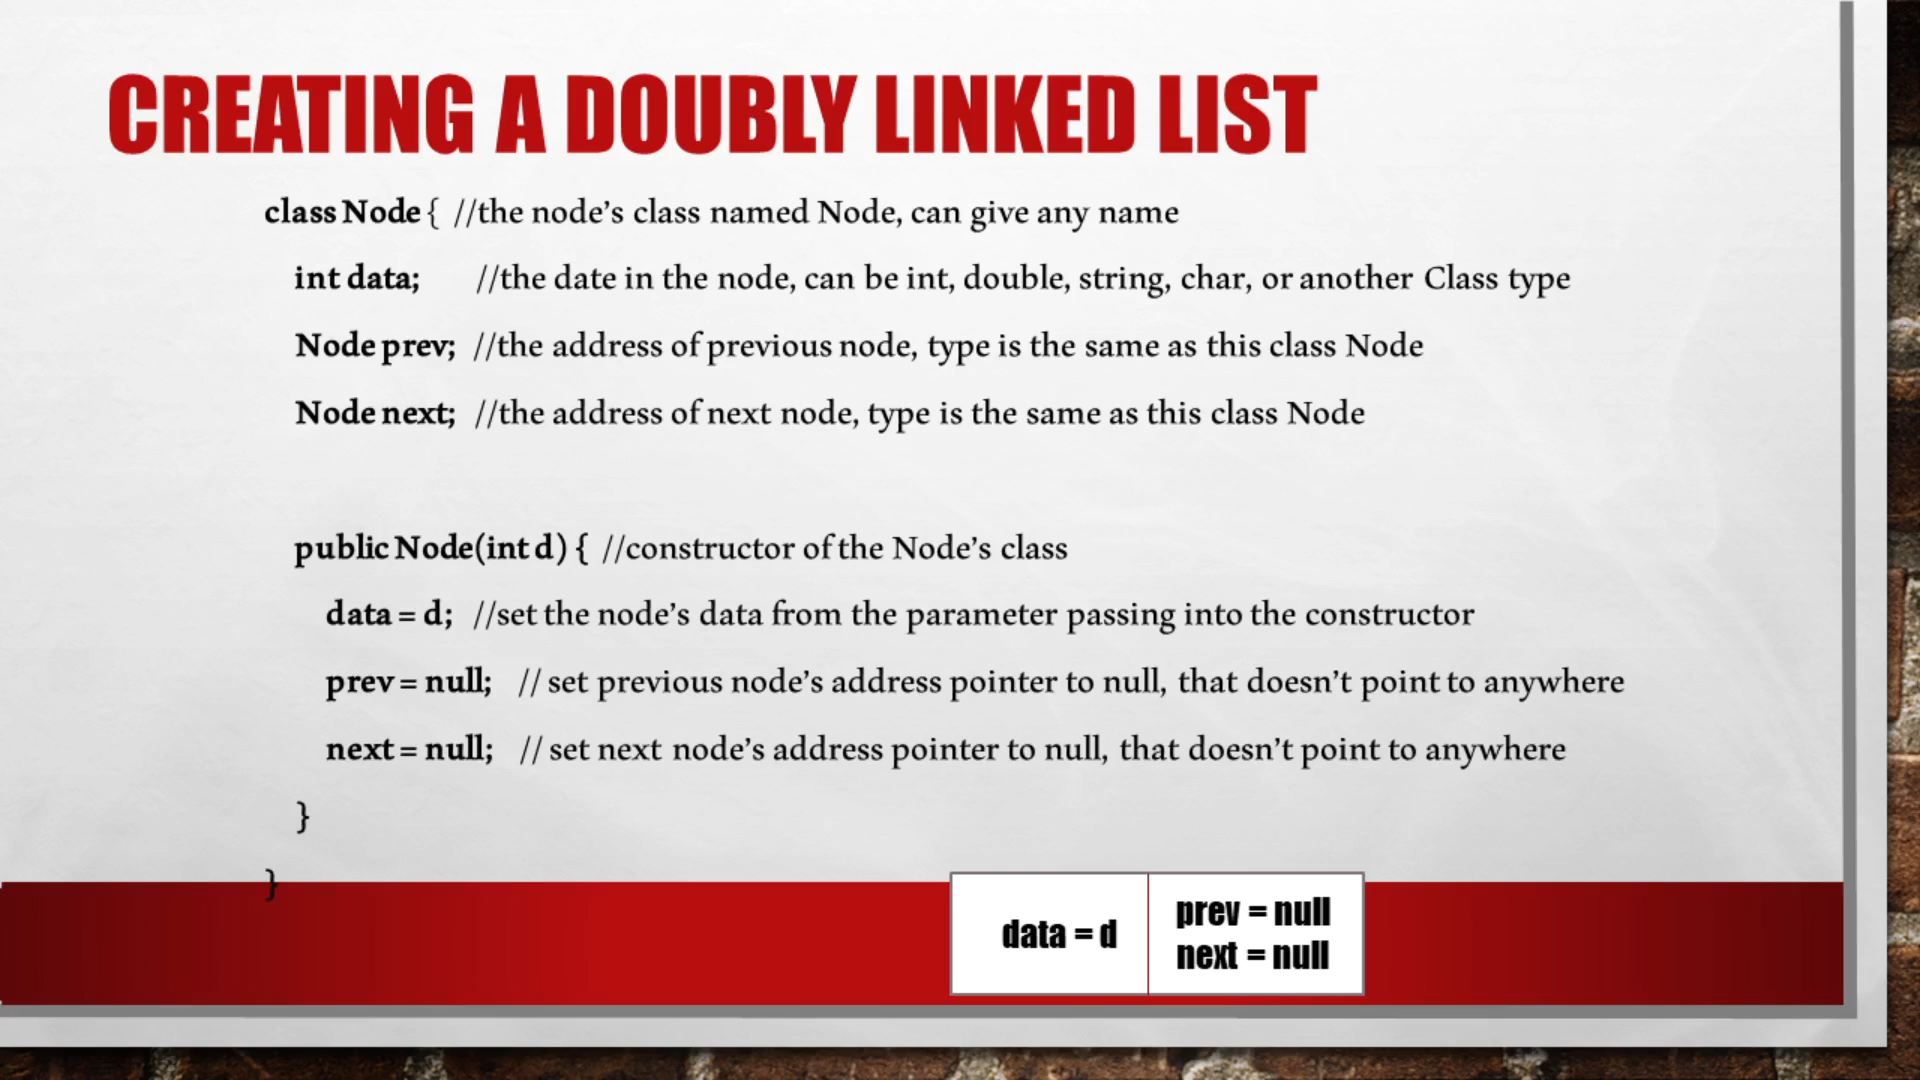 CREATING A DOUBLY LINKED LIST
class Node { //the node's class named Node, can give any name
int data; //the date in the node, can be int, double, string, char, or another Class type
Node prev; //the address of previous node, type is the same as this class Node
Node next; //the address of next node, type is the same as this class Node
public Node(int d) { //constructor of the Node's class
data = d; //set the node's data from the parameter passing into the constructor
prev = null; // set previous node's address pointer to null, that doesn't point to anywhere
next = null; // set next node's address pointer to null, that doesn't point to anywhere
}
}
data = d
prev = null
next = null